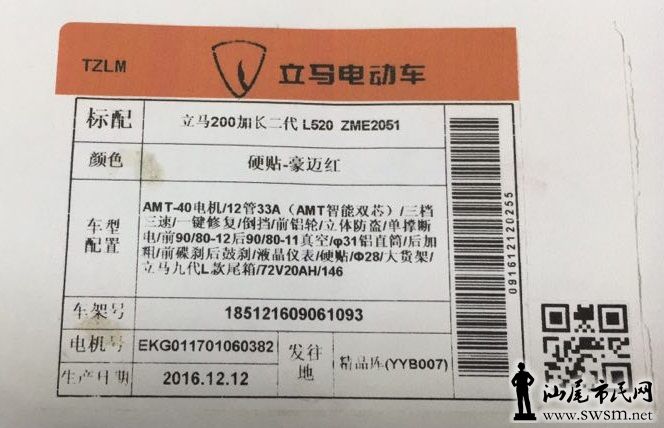 TZLM
立马电动车
标配
立马200加长二代 L520 ZME2051
颜色
硬贴-豪迈红
车型
配置
AMT-40电机/12管33A（AMT智能双芯）/三档
三速/一键修复/倒挡/前铝轮/立体防盗/单撑断
电/前90/80-12后90/80-11真空/φ31铝直筒/后加
粗/前碟刹后鼓刹/液晶仪表/硬贴/Φ28/大货架/
立马九代L款尾箱/72V20AH/146
车架号
185121609061093
电机号
EKG011701060382
发往
地
精品库(YYB007)
生产日期
2016.12.12
091612120255
汕尾市民网
www.swsm.net